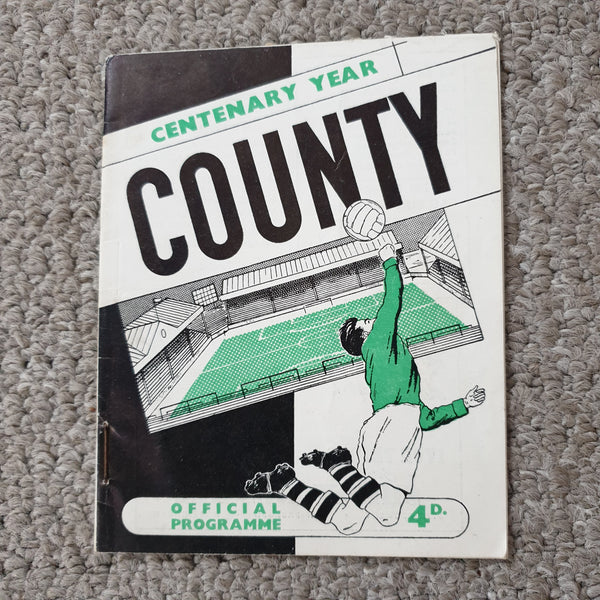 CENTENARY YEAR
COUNTY
OFFICIAL
PROGRAMME
4D.